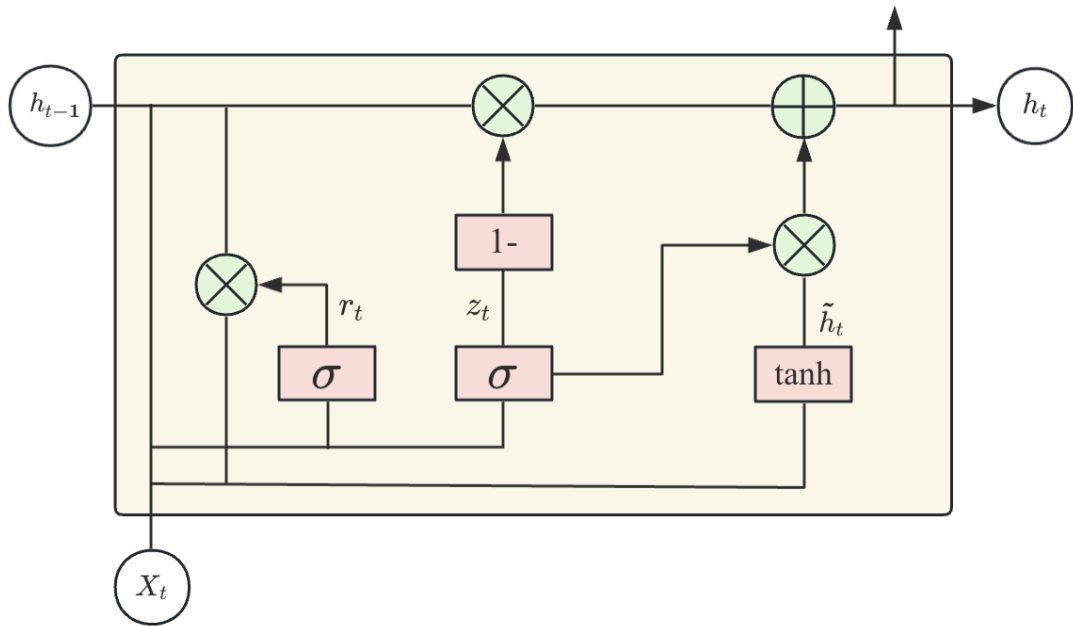 h_{t-1}
h_t
1-
r_t
z_t
h̃_t
σ
σ
tanh
X_t